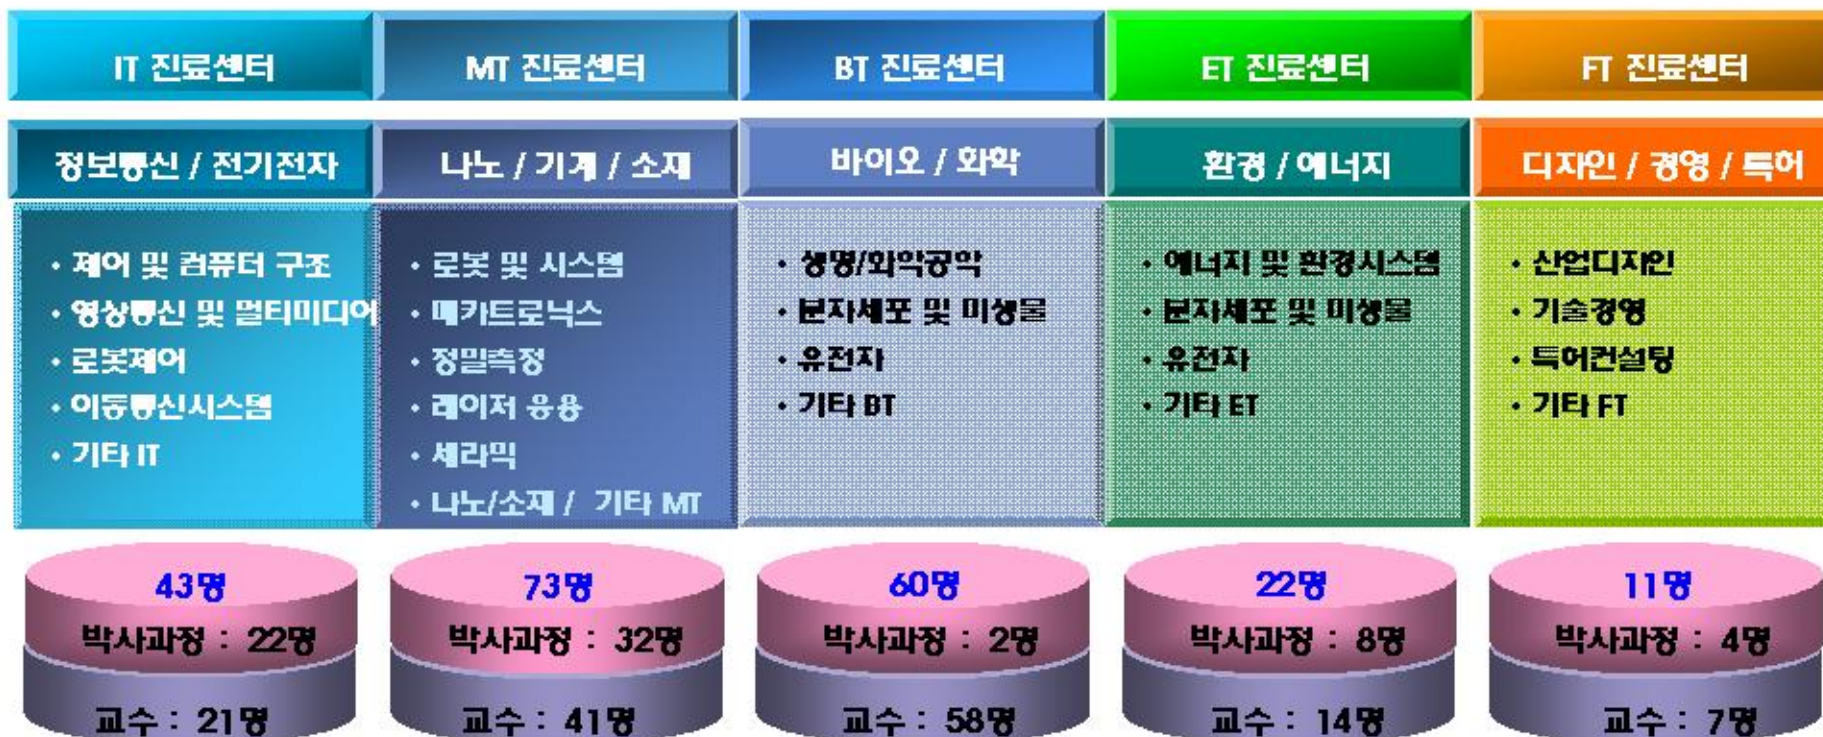 IT 진료센터
MT 진료센터
BT 진료센터
ET 진료센터
FT 진료센터
정보통신 / 전기전자
나노 / 기계 / 소재
바이오 / 화학
환경 / 에너지
디자인 / 경영 / 특허
• 제어 및 컴퓨터 구조
• 영상통신 및 멀티미디어
• 로봇제어
• 이동통신시스템
• 기타 IT
• 로봇 및 시스템
• 메카트로닉스
• 정밀측정
• 레이저 응용
• 세라믹
• 나노/소재 / 기타 MT
• 생명/화학공학
• 분자세포 및 미생물
• 유전자
• 기타 BT
• 에너지 및 환경시스템
• 분자세포 및 미생물
• 유전자
• 기타 ET
• 산업디자인
• 기술경영
• 특허컨설팅
• 기타 FT
43명
박사과정 : 22명
교수 : 21명
73명
박사과정 : 32명
교수 : 41명
60명
박사과정 : 2명
교수 : 58명
22명
박사과정 : 8명
교수 : 14명
11명
박사과정 : 4명
교수 : 7명